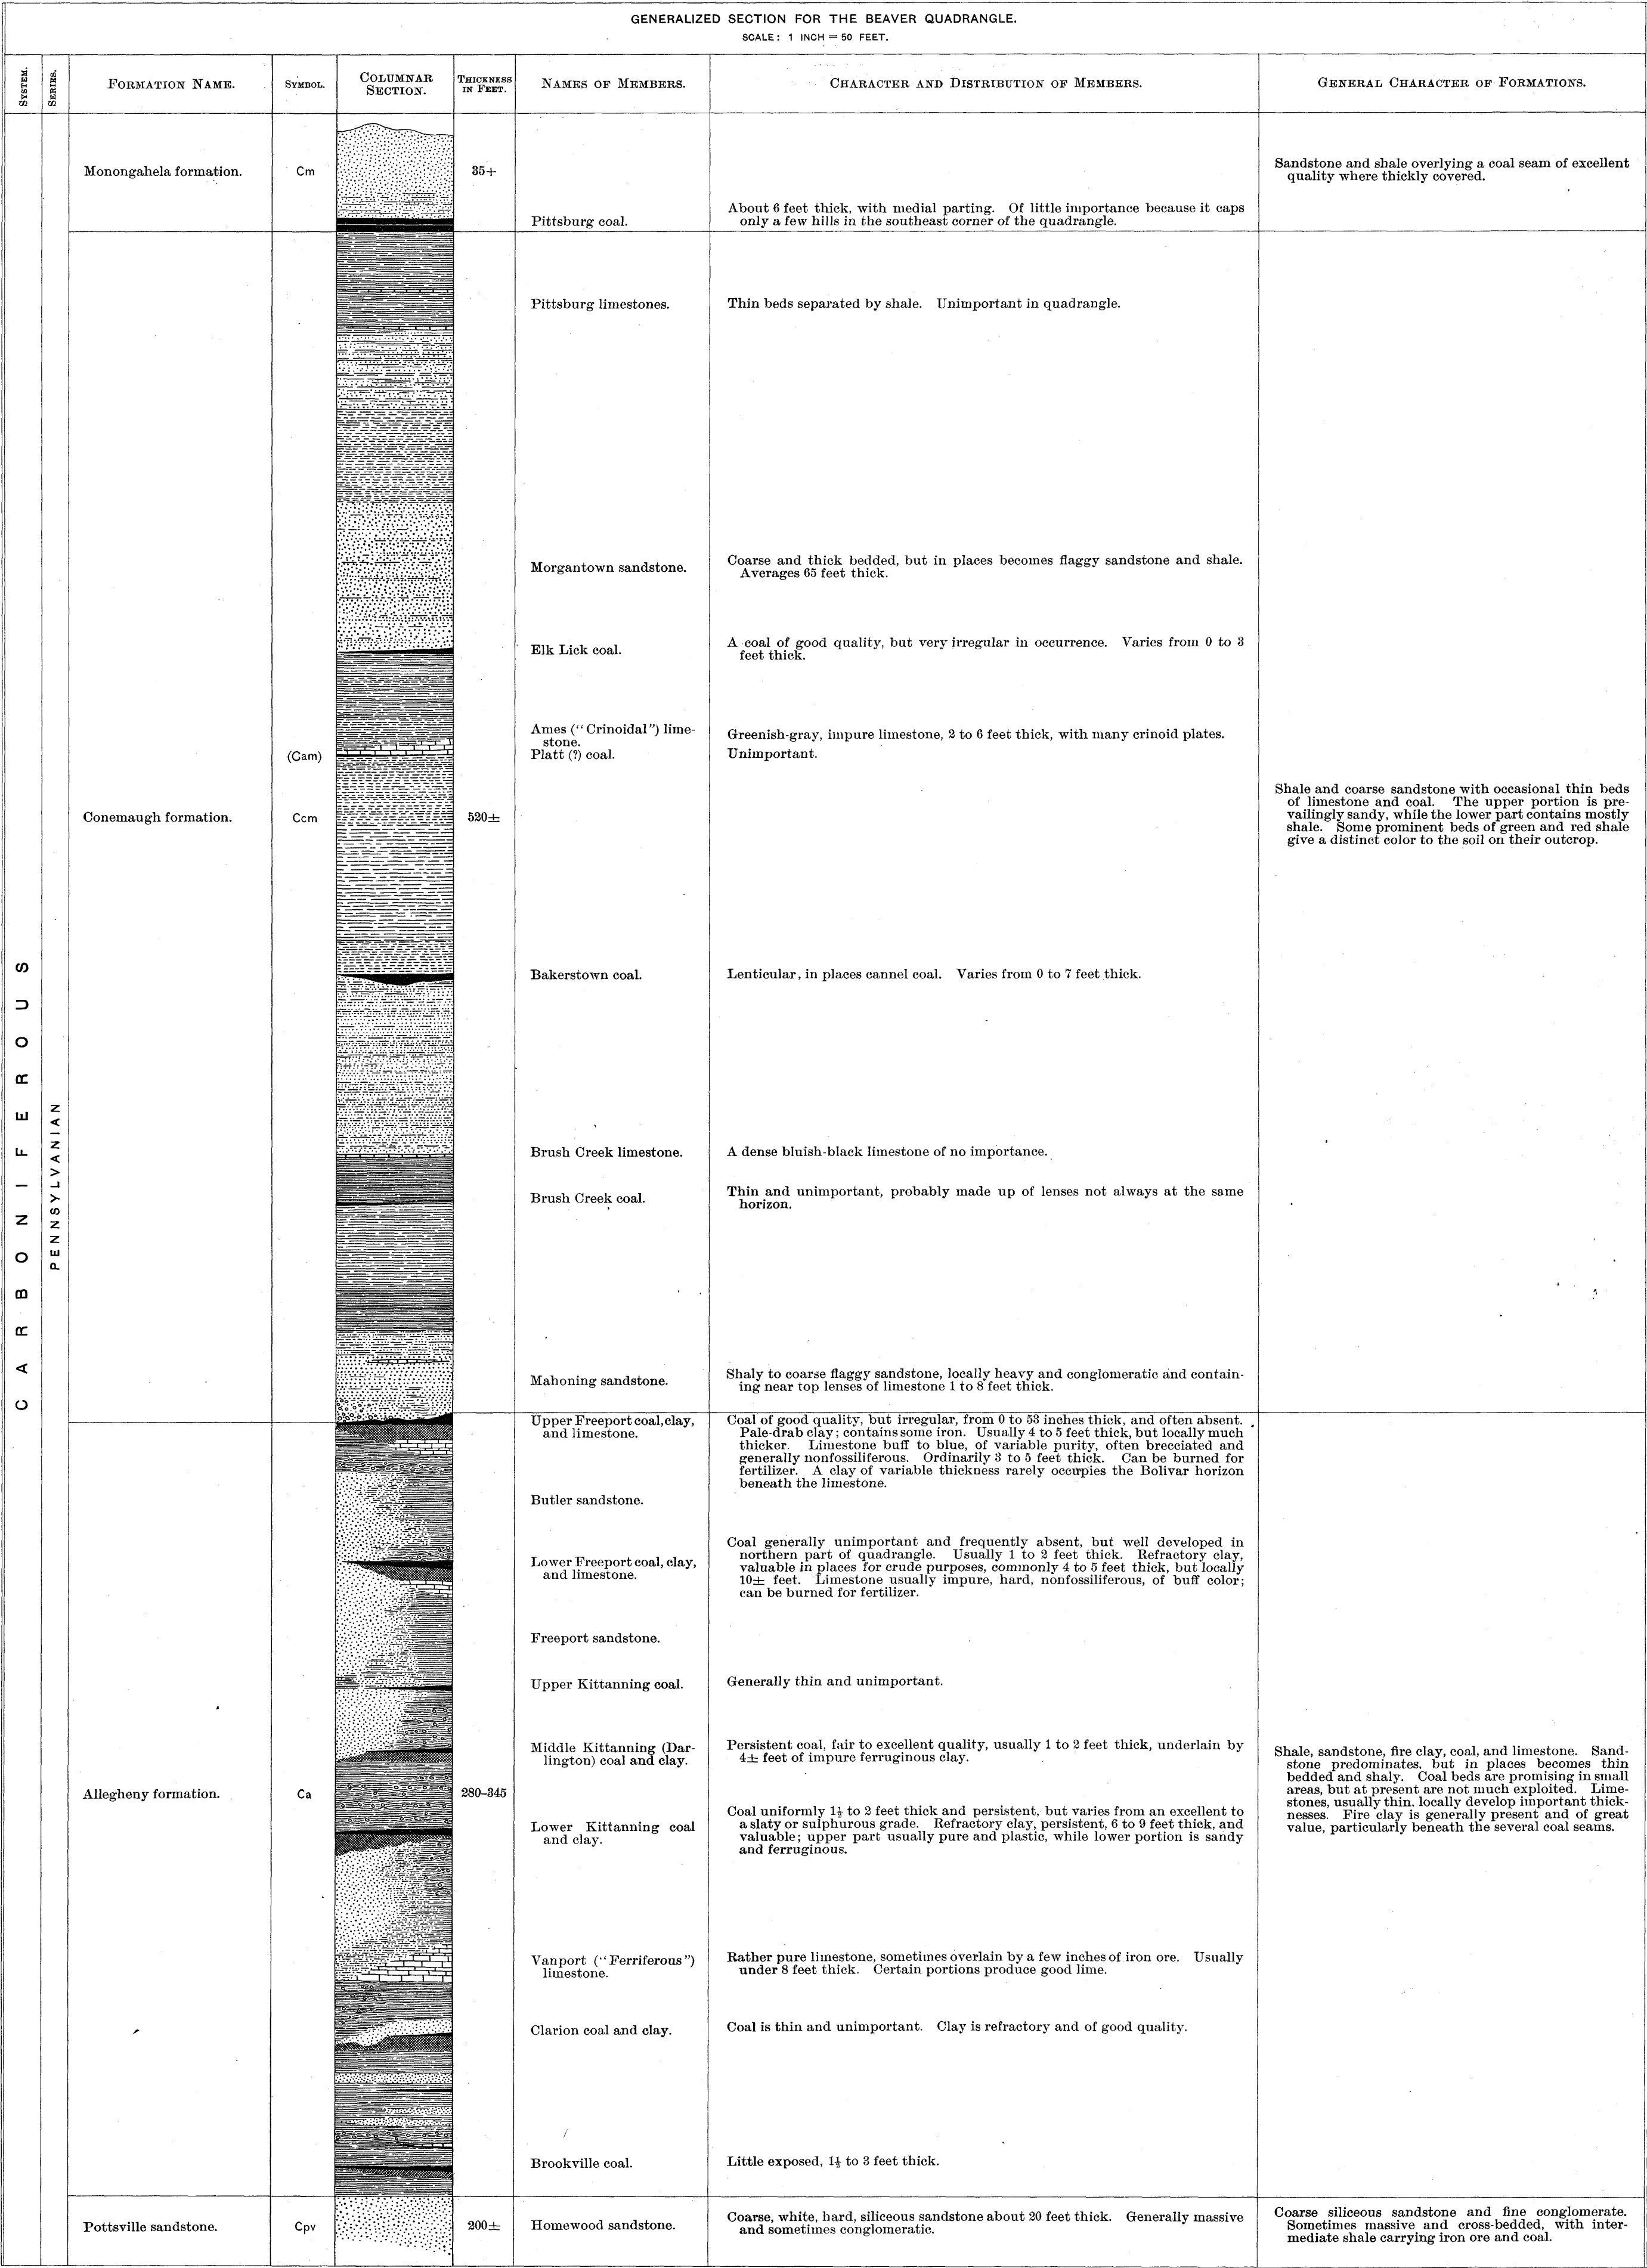 GENERALIZED SECTION FOR THE BEAVER QUADRANGLE.
SCALE: 1 INCH = 50 FEET.
SYSTEM.
SERIES.
FORMATION NAME.
SYMBOL.
COLUMNAR
SECTION.
THICKNESS
IN FEET.
NAMES OF MEMBERS.
CHARACTER AND DISTRIBUTION OF MEMBERS.
GENERAL CHARACTER OF FORMATIONS.
CARBONIFEROUS
PENNSYLVANIAN
Monongahela formation.
Cm
35+
Sandstone and shale overlying a coal seam of excellent
quality where thickly covered.
Pittsburg coal.
About 6 feet thick, with medial parting. Of little importance because it caps
only a few hills in the southeast corner of the quadrangle.
Pittsburg limestones.
Thin beds separated by shale. Unimportant in quadrangle.
Morgantown sandstone.
Coarse and thick bedded, but in places becomes flaggy sandstone and shale.
Averages 65 feet thick.
Elk Lick coal.
A coal of good quality, but very irregular in occurrence. Varies from 0 to 3
feet thick.
Ames ("Crinoidal") lime-
stone.
Greenish-gray, impure limestone, 2 to 6 feet thick, with many crinoid plates.
(Cam)
Platt (?) coal.
Unimportant.
Conemaugh formation.
Ccm
520±
Shale and coarse sandstone with occasional thin beds
of limestone and coal. The upper portion is pre-
vailingly sandy, while the lower part contains mostly
shale. Some prominent beds of green and red shale
give a distinct color to the soil on their outcrop.
Bakerstown coal.
Lenticular, in places cannel coal. Varies from 0 to 7 feet thick.
Brush Creek limestone.
A dense bluish-black limestone of no importance.
Brush Creek coal.
Thin and unimportant, probably made up of lenses not always at the same
horizon.
Mahoning sandstone.
Shaly to coarse flaggy sandstone, locally heavy and conglomeratic and contain-
ing near top lenses of limestone 1 to 8 feet thick.
Upper Freeport coal, clay,
and limestone.
Coal of good quality, but irregular, from 0 to 53 inches thick, and often absent.
Pale-drab clay; contains some iron. Usually 4 to 5 feet thick, but locally much
thicker. Limestone buff to blue, of variable purity, often brecciated and
generally nonfossiliferous. Ordinarily 3 to 5 feet thick. Can be burned for
fertilizer. A clay of variable thickness rarely occupies the Bolivar horizon
beneath the limestone.
Butler sandstone.
Lower Freeport coal, clay,
and limestone.
Coal generally unimportant and frequently absent, but well developed in
northern part of quadrangle. Usually 1 to 2 feet thick. Refractory clay,
valuable in places for crude purposes, commonly 4 to 5 feet thick, but locally
10± feet. Limestone usually impure, hard, nonfossiliferous, of buff color;
can be burned for fertilizer.
Freeport sandstone.
Upper Kittanning coal.
Generally thin and unimportant.
Middle Kittanning (Dar-
lington) coal and clay.
Persistent coal, fair to excellent quality, usually 1 to 2 feet thick, underlain by
4± feet of impure ferruginous clay.
Allegheny formation.
Ca
280–345
Shale, sandstone, fire clay, coal, and limestone. Sand-
stone predominates, but in places becomes thin
bedded and shaly. Coal beds are promising in small
areas, but at present are not much exploited. Lime-
stones, usually thin, locally develop important thick-
nesses. Fire clay is generally present and of great
value, particularly beneath the several coal seams.
Lower Kittanning coal
and clay.
Coal uniformly 1½ to 2 feet thick and persistent, but varies from an excellent to
a slaty or sulphurous grade. Refractory clay, persistent, 6 to 9 feet thick, and
valuable; upper part usually pure and plastic, while lower portion is sandy
and ferruginous.
Vanport ("Ferriferous")
limestone.
Rather pure limestone, sometimes overlain by a few inches of iron ore. Usually
under 8 feet thick. Certain portions produce good lime.
Clarion coal and clay.
Coal is thin and unimportant. Clay is refractory and of good quality.
Brookville coal.
Little exposed, 1½ to 3 feet thick.
Pottsville sandstone.
Cpv
200±
Homewood sandstone.
Coarse, white, hard, siliceous sandstone about 20 feet thick. Generally massive
and sometimes conglomeratic.
Coarse siliceous sandstone and fine conglomerate.
Sometimes massive and cross-bedded, with inter-
mediate shale carrying iron ore and coal.